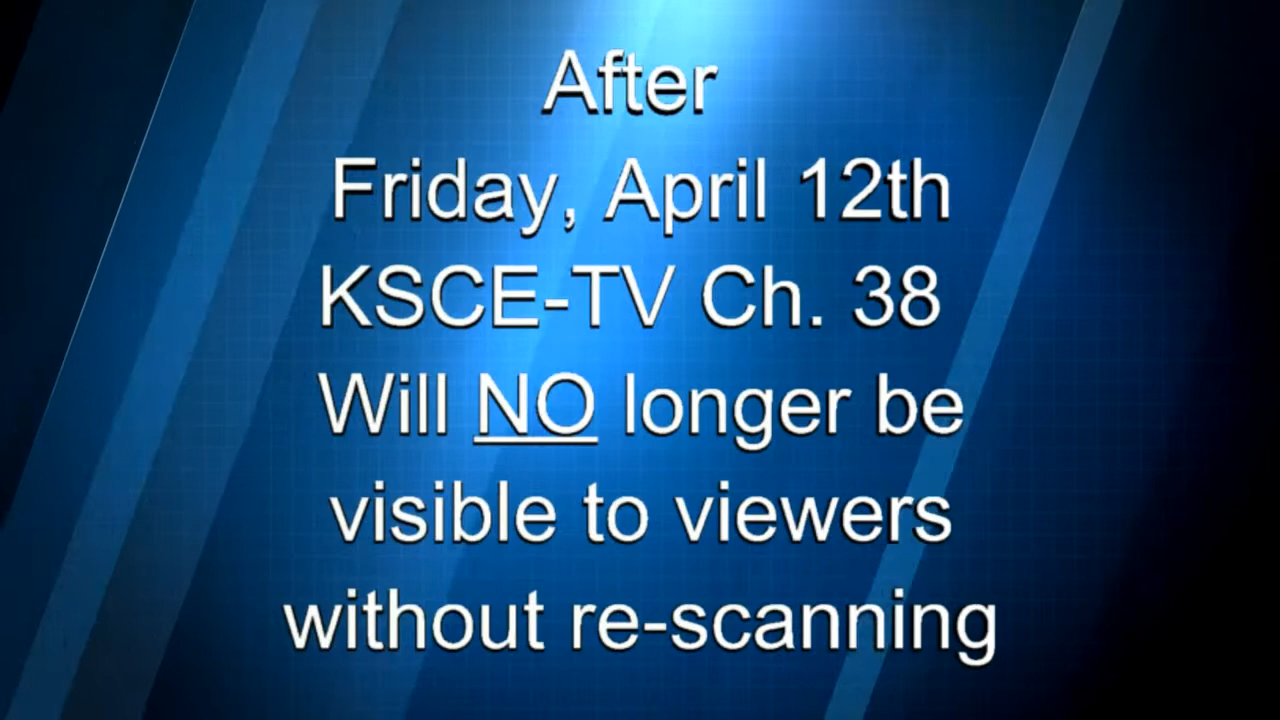 After
Friday, April 12th
KSCE-TV Ch. 38
Will NO longer be
visible to viewers
without re-scanning